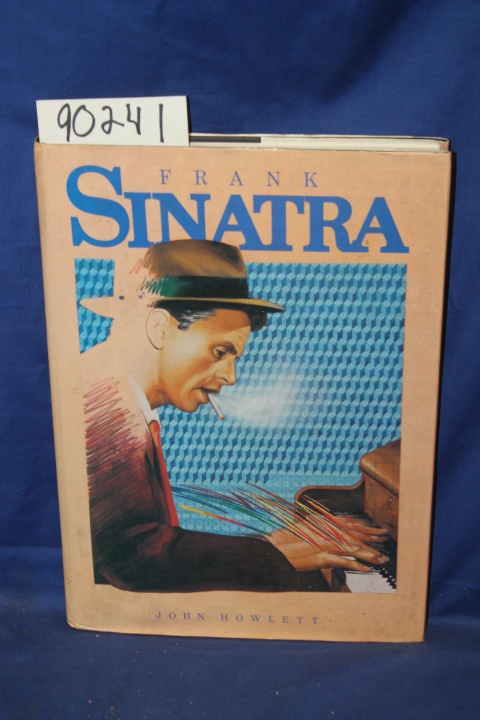 90241
FRANK
SINATRA
JOHN HOWLETT